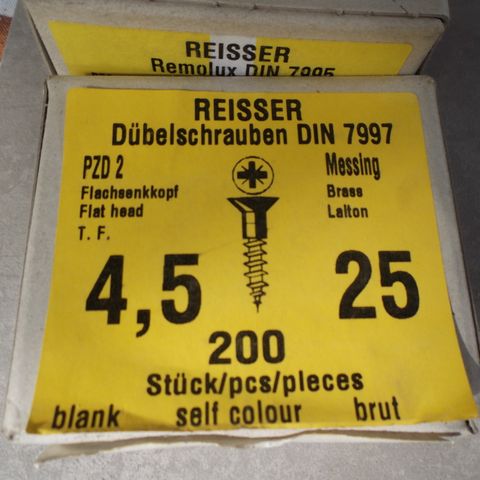 REISSER
Remolux DIN 7995
REISSER
Dübelschrauben DIN 7997
PZD 2 Messing
Flachsenkkopf Brass
Flat head Laiton
T. F.
4,5 25
200
Stück/pcs/pieces
blank self colour brut